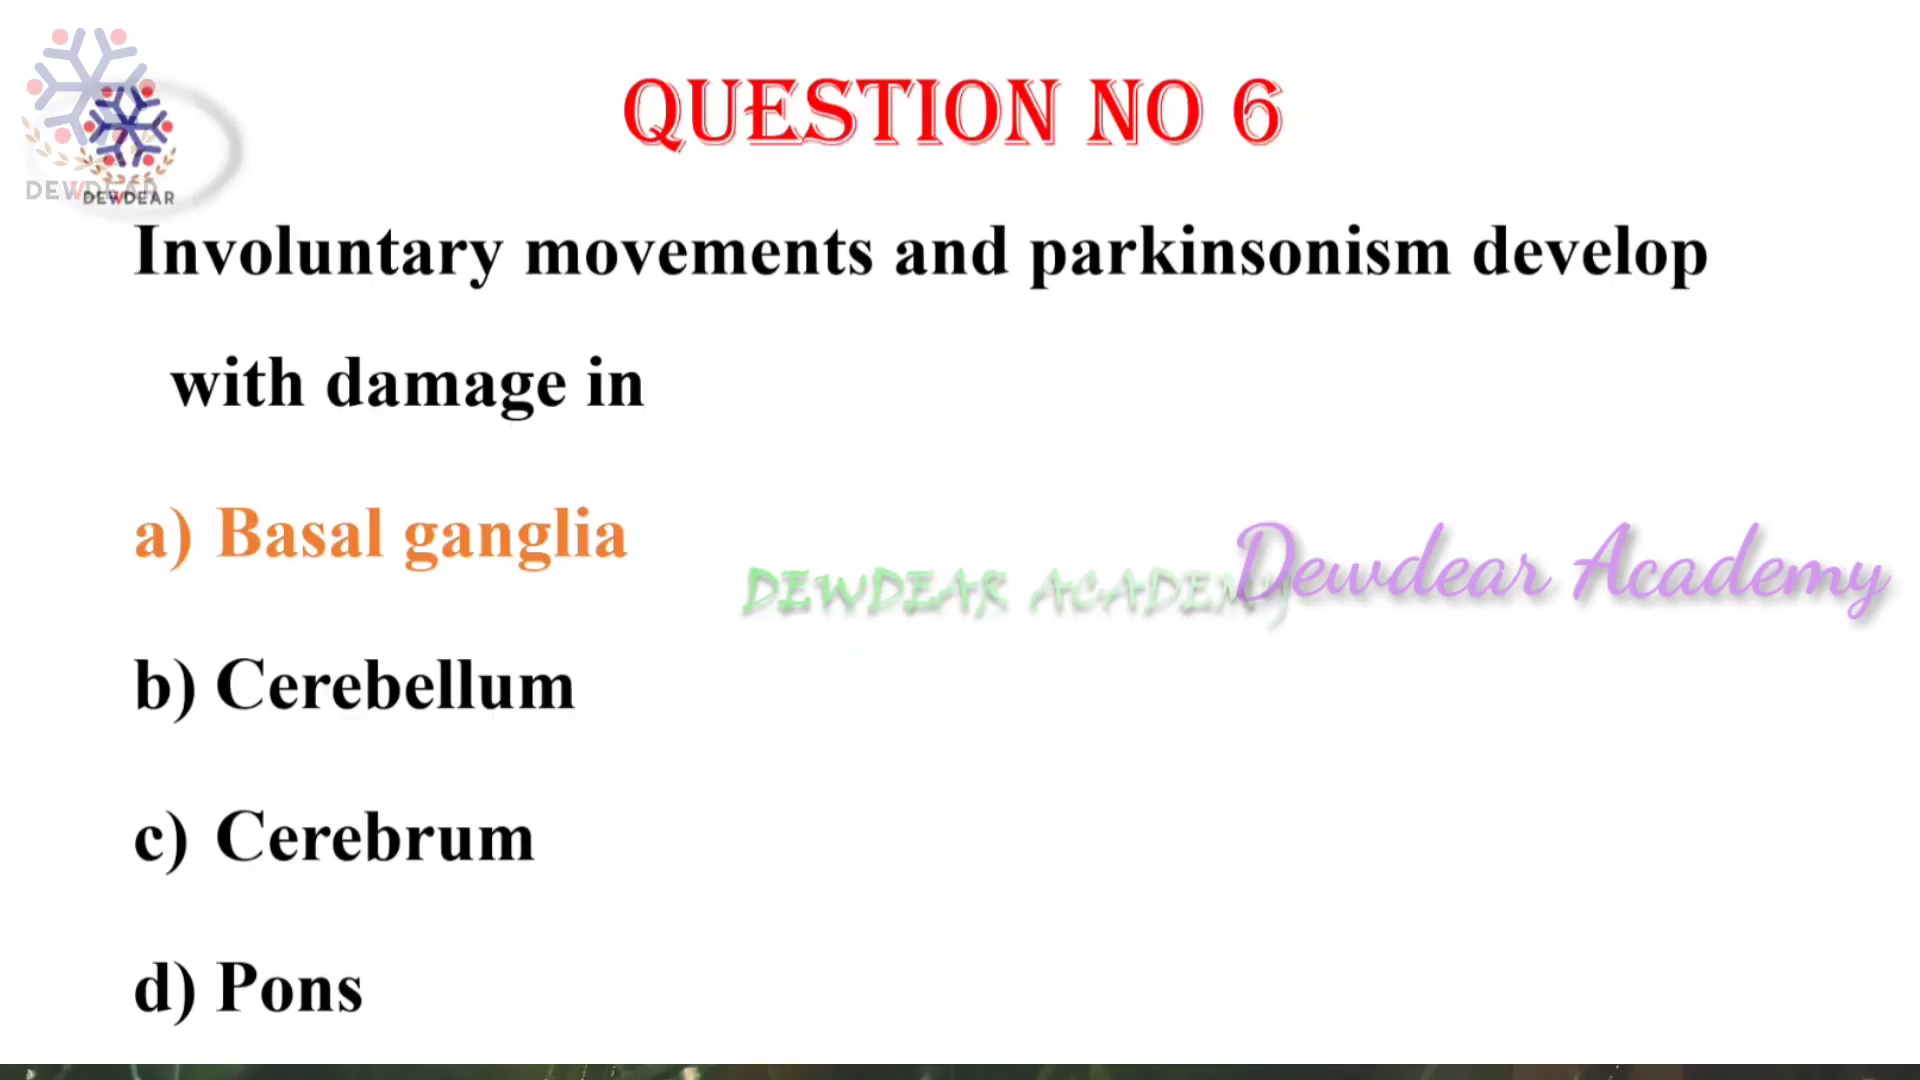 DEWDEAR
DEWDEAR
QUESTION NO 6
Involuntary movements and parkinsonism develop
with damage in
a) Basal ganglia
DEWDEAR ACADEMY
Dewdear Academy
b) Cerebellum
c) Cerebrum
d) Pons